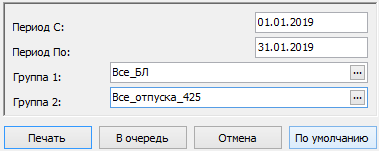 Период С: 01.01.2019
Период По: 31.01.2019
Группа 1: Все_БЛ ...
Группа 2: Все_отпуска_425 ...
Печать В очередь Отмена По умолчанию